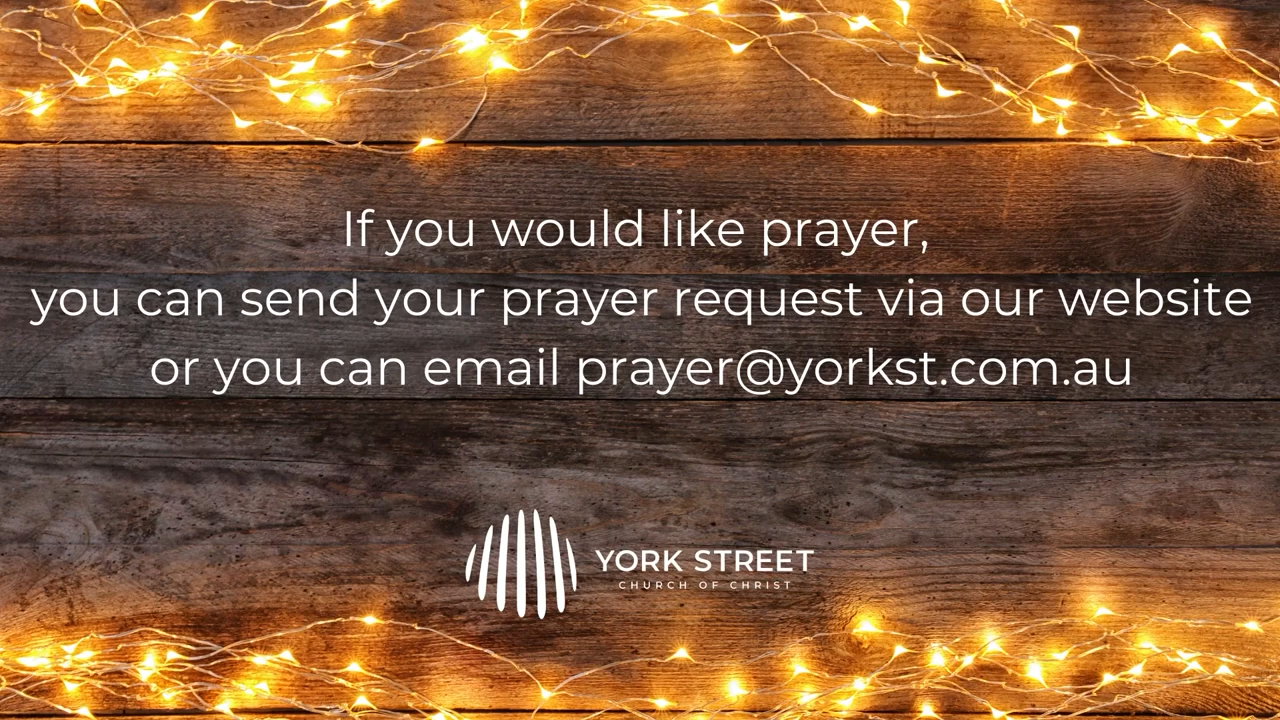 If you would like prayer,
you can send your prayer request via our website
or you can email prayer@yorkst.com.au
YORK STREET
CHURCH OF CHRIST